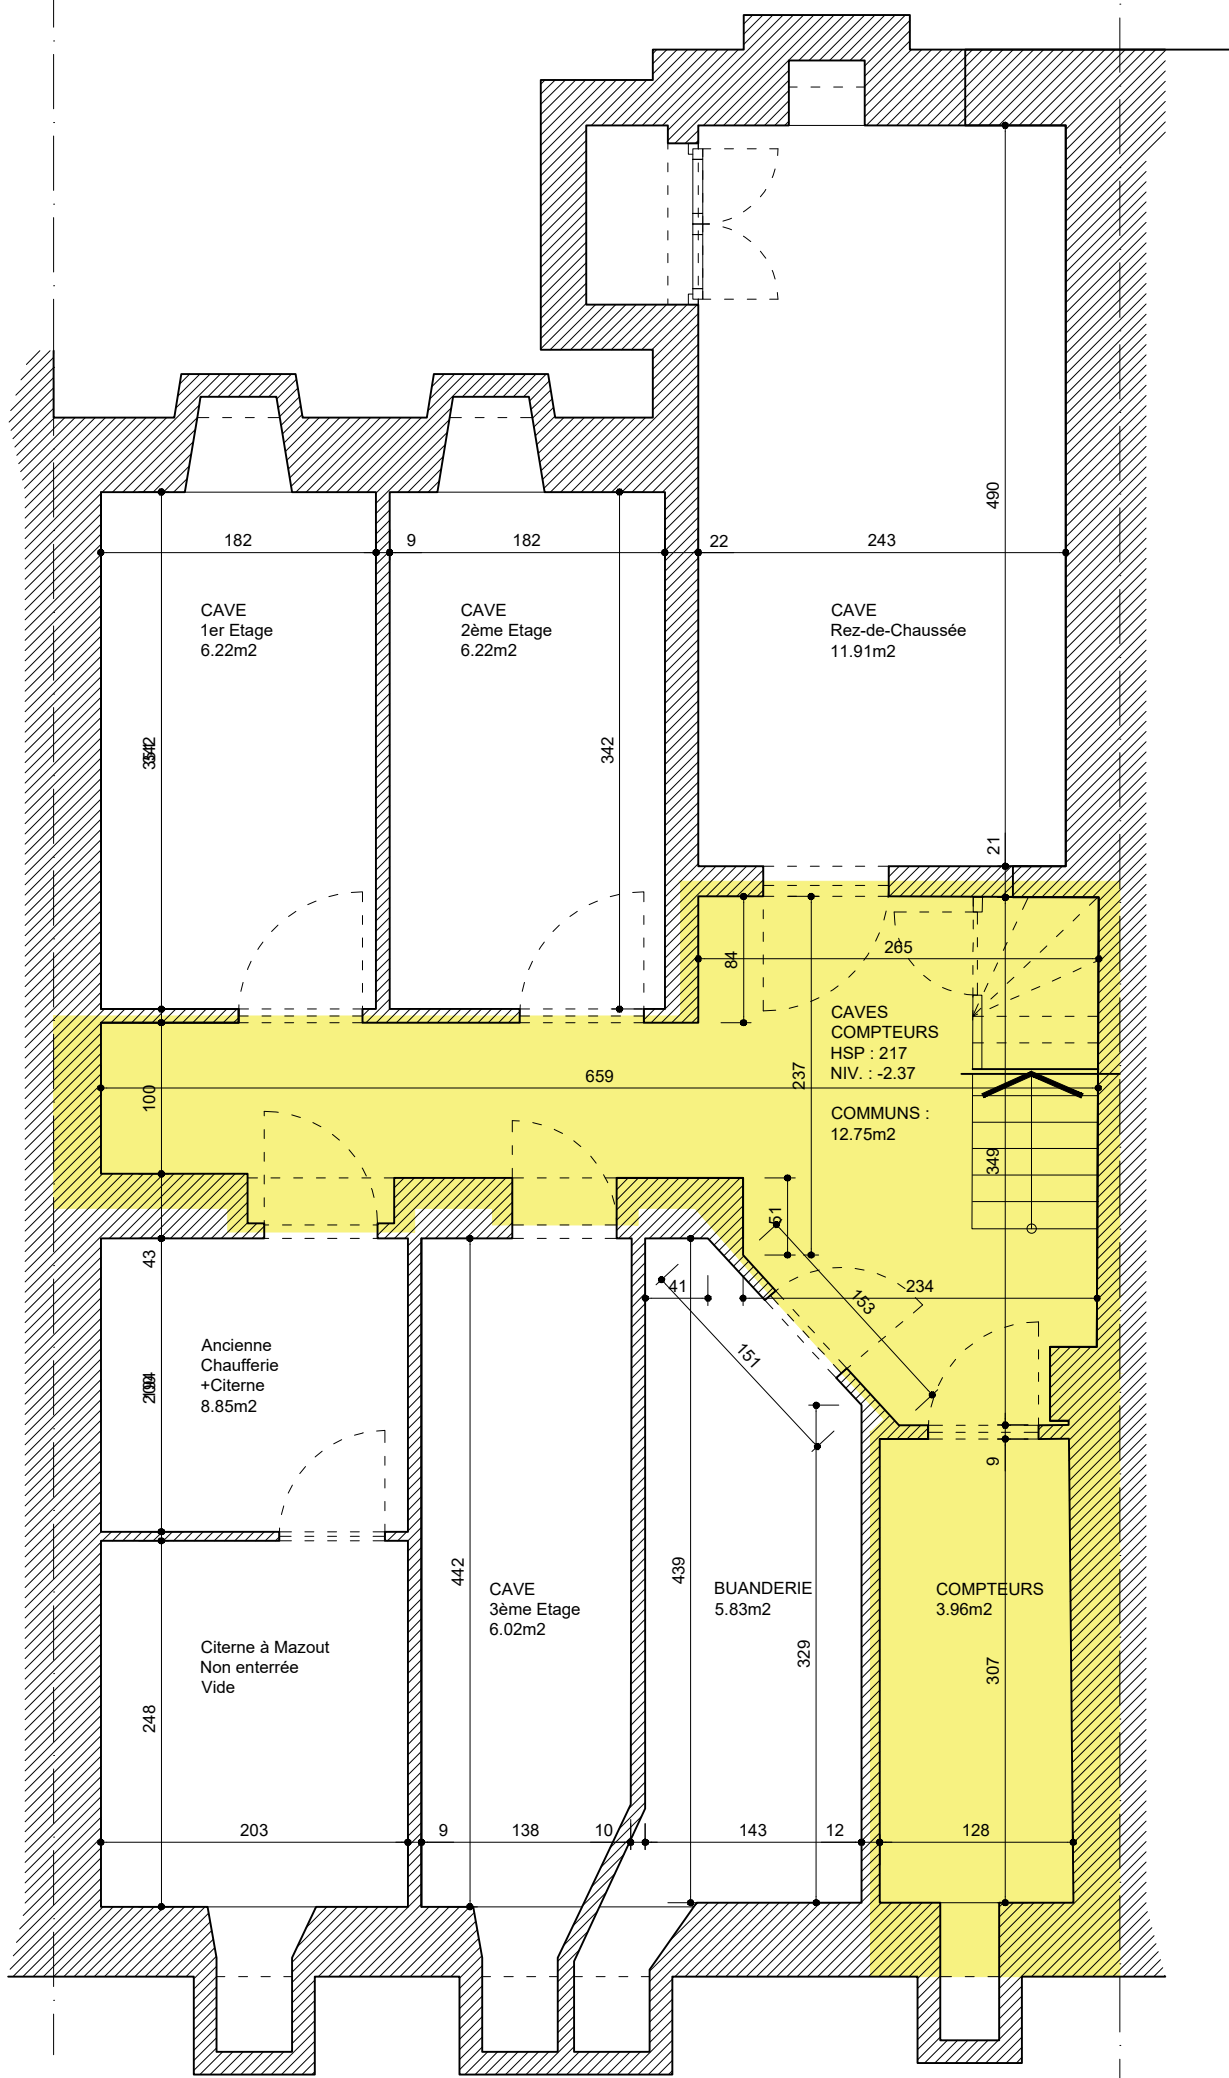 182
9
182
22
243
490
CAVE
1er Etage
6.22m2
CAVE
2ème Etage
6.22m2
CAVE
Rez-de-Chaussée
11.91m2
342
21
84
265
CAVES
COMPTEURS
HSP : 217
NIV. : -2.37
COMMUNS :
12.75m2
659
237
100
349
51
43
41
153
234
151
Ancienne
Chaufferie
+Citerne
8.85m2
9
442
439
329
307
CAVE
3ème Etage
6.02m2
BUANDERIE
5.83m2
COMPTEURS
3.96m2
Citerne à Mazout
Non enterrée
Vide
248
203
9
138
10
143
12
128